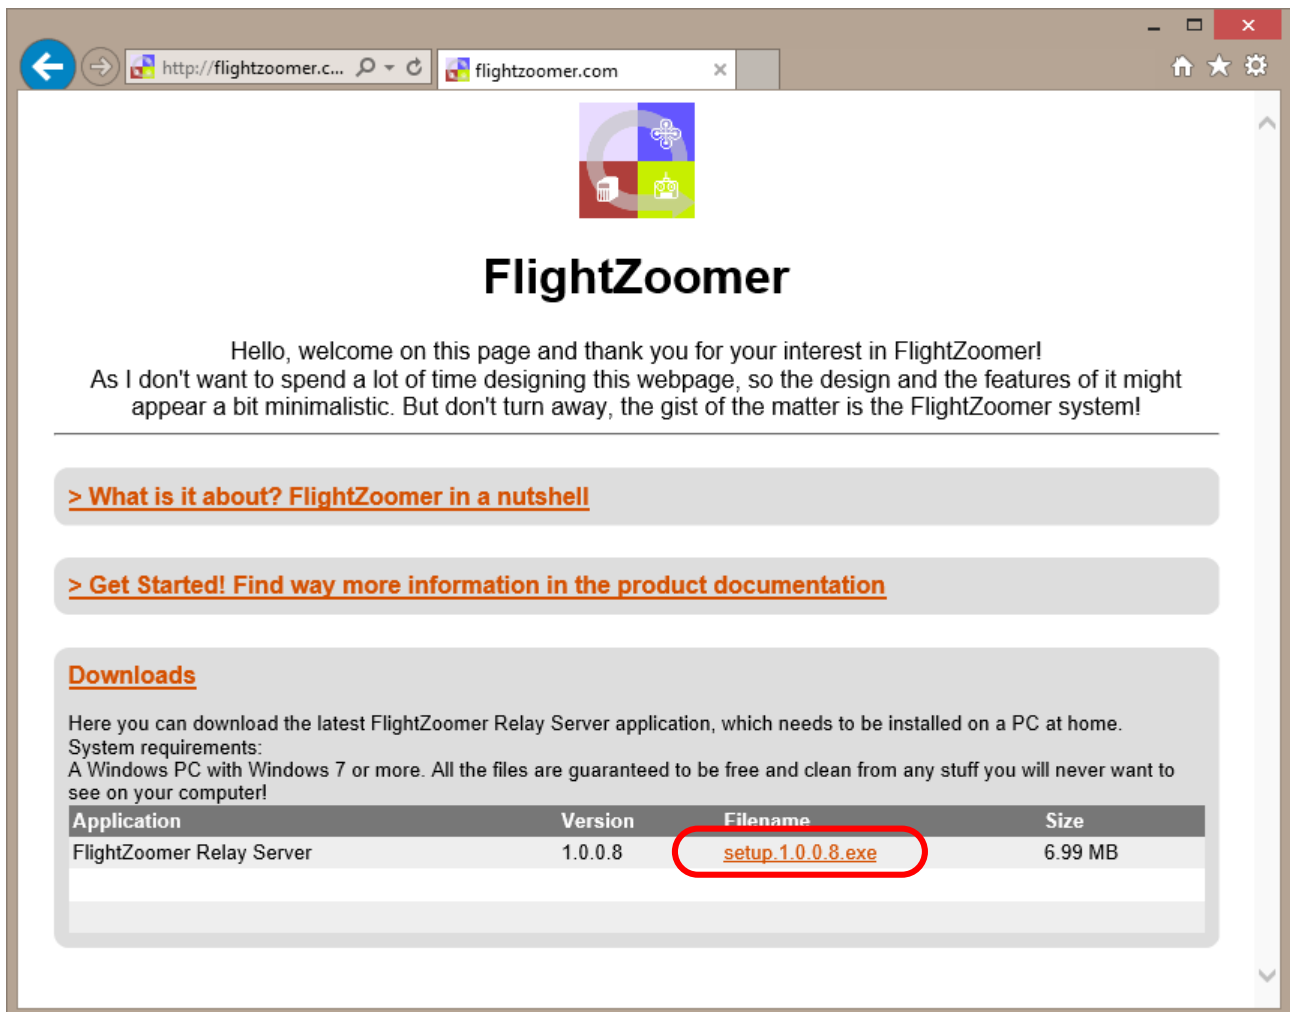 http://flightzoomer.c...
flightzoomer.com
FlightZoomer
Hello, welcome on this page and thank you for your interest in FlightZoomer!
As I don't want to spend a lot of time designing this webpage, so the design and the features of it might
appear a bit minimalistic. But don't turn away, the gist of the matter is the FlightZoomer system!
> What is it about? FlightZoomer in a nutshell
> Get Started! Find way more information in the product documentation
Downloads
Here you can download the latest FlightZoomer Relay Server application, which needs to be installed on a PC at home.
System requirements:
A Windows PC with Windows 7 or more. All the files are guaranteed to be free and clean from any stuff you will never want to
see on your computer!
Application Version Filename Size
FlightZoomer Relay Server 1.0.0.8 setup.1.0.0.8.exe 6.99 MB